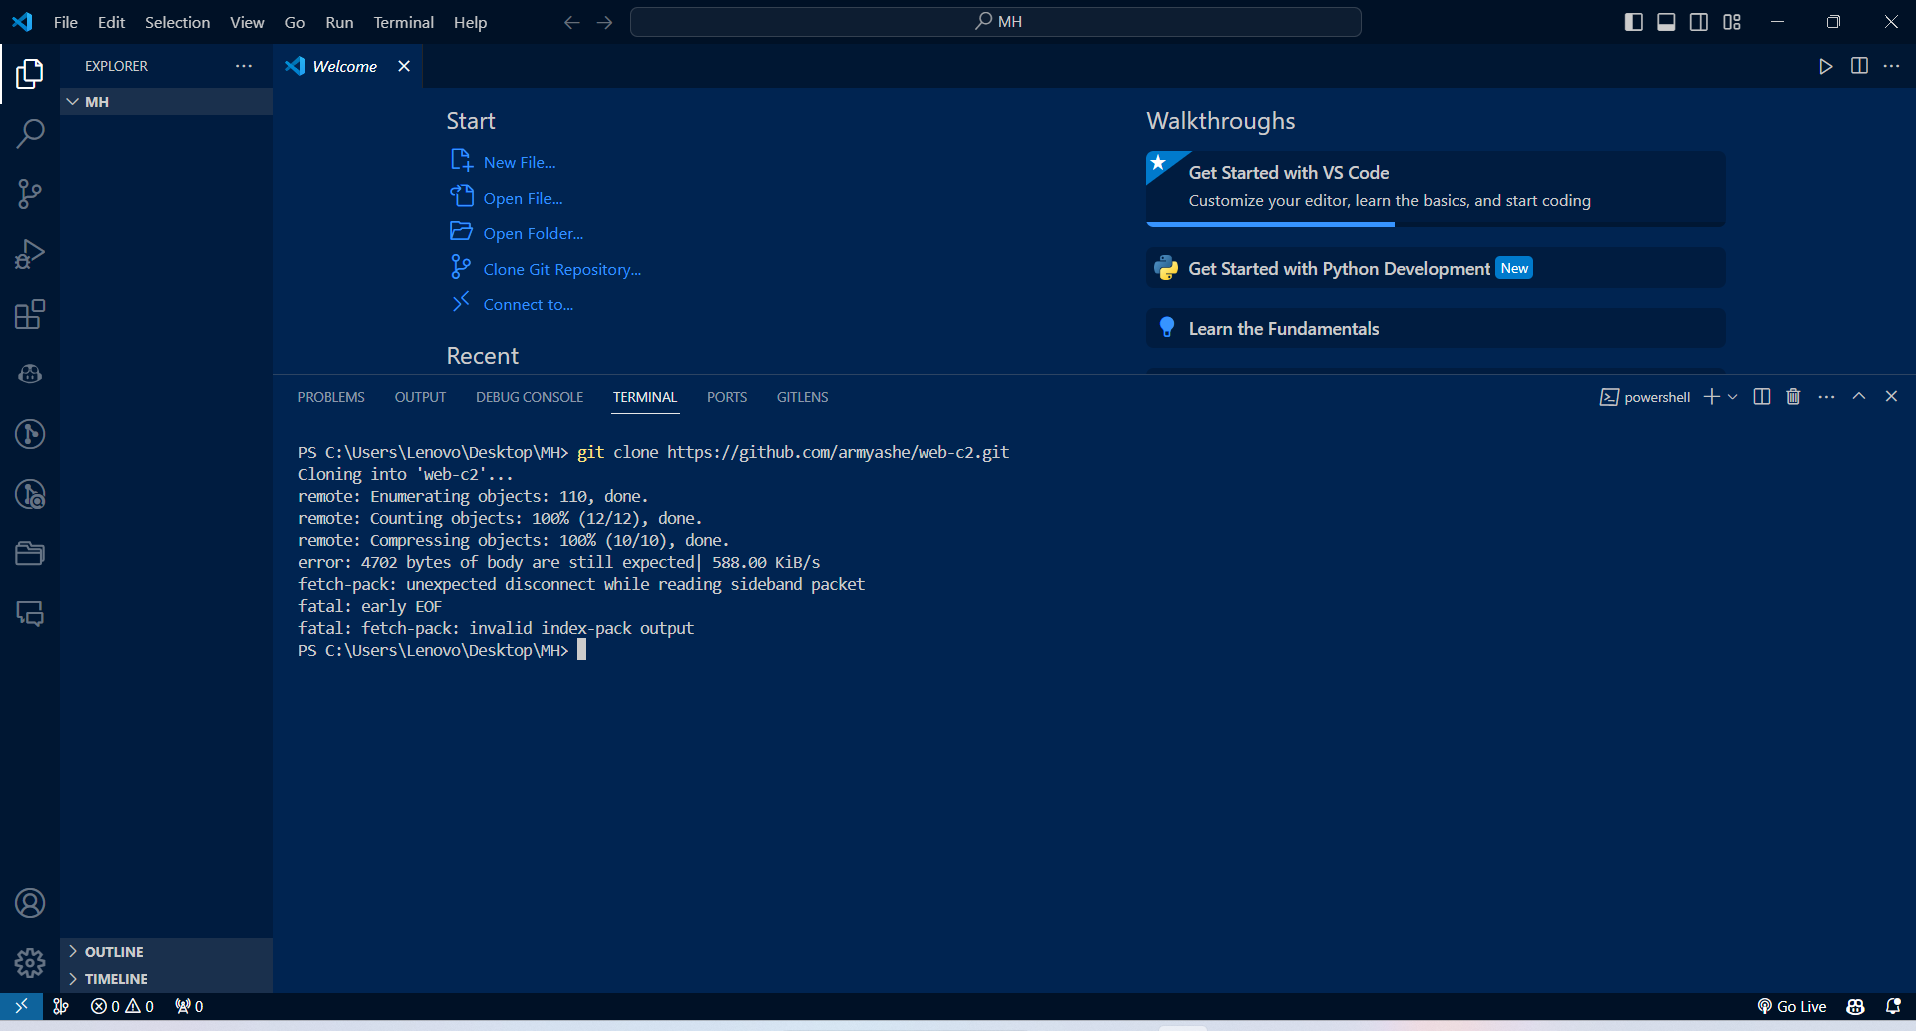 File Edit Selection View Go Run Terminal Help
MH
EXPLORER
MH
Welcome
Start
New File...
Open File...
Open Folder...
Clone Git Repository...
Connect to...
Recent
Walkthroughs
Get Started with VS Code
Customize your editor, learn the basics, and start coding
Get Started with Python Development New
Learn the Fundamentals
PROBLEMS OUTPUT DEBUG CONSOLE TERMINAL PORTS GITLENS
powershell
PS C:\Users\Lenovo\Desktop\MH> git clone https://github.com/armyashe/web-c2.git
Cloning into 'web-c2'...
remote: Enumerating objects: 110, done.
remote: Counting objects: 100% (12/12), done.
remote: Compressing objects: 100% (10/10), done.
error: 4702 bytes of body are still expected| 588.00 KiB/s
fetch-pack: unexpected disconnect while reading sideband packet
fatal: early EOF
fatal: fetch-pack: invalid index-pack output
PS C:\Users\Lenovo\Desktop\MH>
OUTLINE
TIMELINE
0 0 0
Go Live